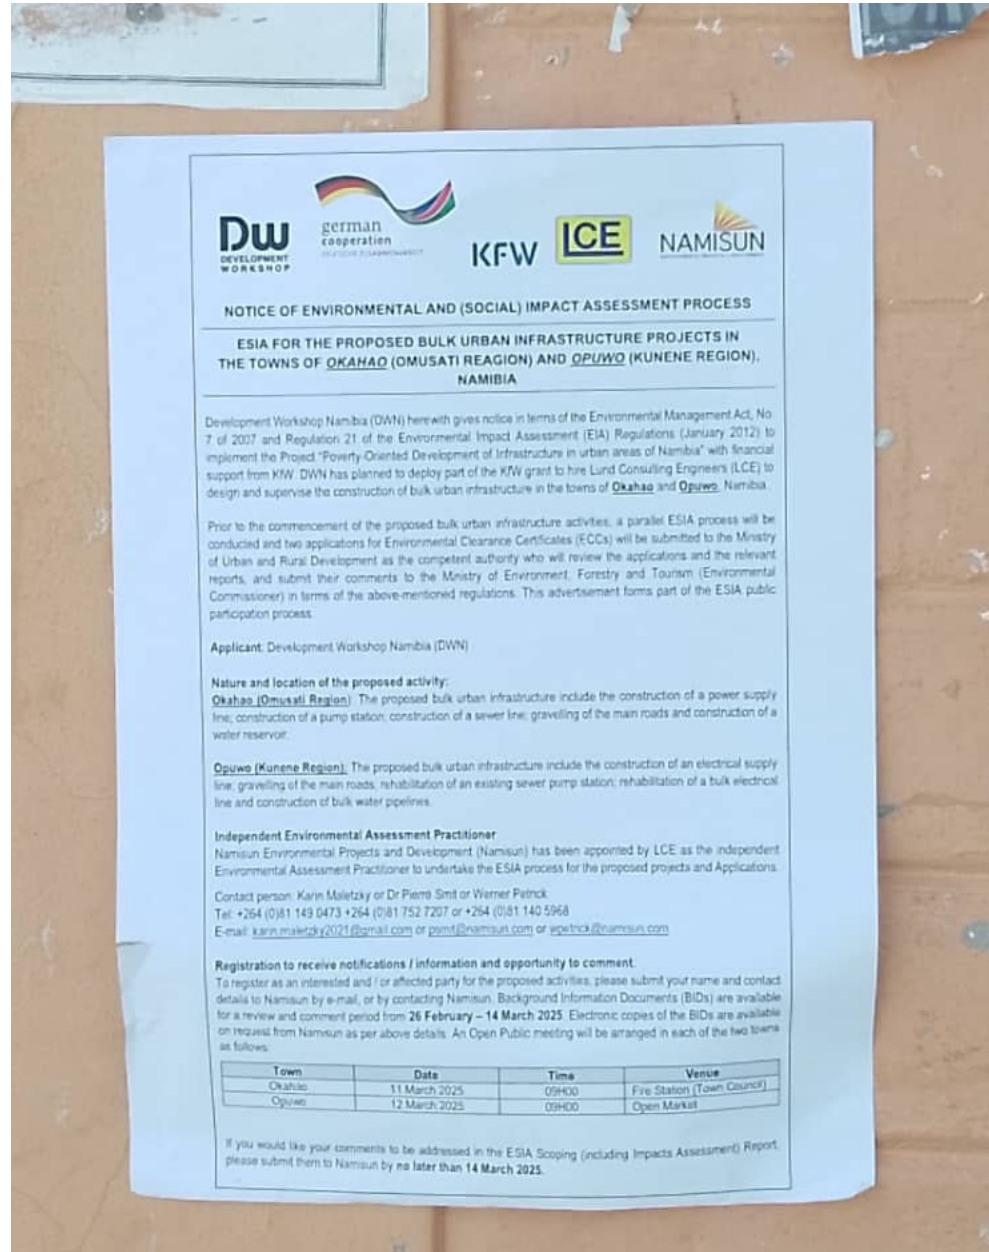 DW
DEVELOPMENT
WORKSHOP
german
cooperation
DEUTSCHE ZUSAMMENARBEIT
KFW
LCE
NAMISUN
NOTICE OF ENVIRONMENTAL AND (SOCIAL) IMPACT ASSESSMENT PROCESS
ESIA FOR THE PROPOSED BULK URBAN INFRASTRUCTURE PROJECTS IN
THE TOWNS OF OKAHAO (OMUSATI REAGION) AND OPUWO (KUNENE REGION),
NAMIBIA
Development Workshop Namibia (DWN) herewith gives notice in terms of the Environmental Management Act, No
7 of 2007 and Regulation 21 of the Environmental Impact Assessment (EIA) Regulations (January 2012) to
implement the Project "Poverty-Oriented Development of Infrastructure in urban areas of Namibia" with financial
support from KfW. DWN has planned to deploy part of the KfW grant to hire Lund Consulting Engineers (LCE) to
design and supervise the construction of bulk urban infrastructure in the towns of Okahao and Opuwo, Namibia.
Prior to the commencement of the proposed bulk urban infrastructure activities, a parallel ESIA process will be
conducted and two applications for Environmental Clearance Certificates (ECCs) will be submitted to the Ministry
of Urban and Rural Development as the competent authority who will review the applications and the relevant
reports, and submit their comments to the Ministry of Environment, Forestry and Tourism (Environmental
Commissioner) in terms of the above-mentioned regulations. This advertisement forms part of the ESIA public
participation process.
Applicant: Development Workshop Namibia (DWN)
Nature and location of the proposed activity:
Okahao (Omusati Region): The proposed bulk urban infrastructure include the construction of a power supply
line; construction of a pump station; construction of a sewer line; gravelling of the main roads and construction of a
water reservoir.
Opuwo (Kunene Region): The proposed bulk urban infrastructure include the construction of an electrical supply
line; gravelling of the main roads, rehabilitation of an existing sewer pump station; rehabilitation of a bulk electrical
line and construction of bulk water pipelines.
Independent Environmental Assessment Practitioner
Namisun Environmental Projects and Development (Namisun) has been appointed by LCE as the independent
Environmental Assessment Practitioner to undertake the ESIA process for the proposed projects and Applications.
Contact person: Karin Maletzky or Dr Pierre Smit or Werner Petrick
Tel: +264 (0)81 149 0473 +264 (0)81 752 7207 or +264 (0)81 140 5968
E-mail: karin.maletzky2021@gmail.com or psmit@namisun.com or wpetrick@namisun.com
Registration to receive notifications / information and opportunity to comment.
To register as an interested and / or affected party for the proposed activities, please submit your name and contact
details to Namisun by e-mail, or by contacting Namisun. Background Information Documents (BIDs) are available
for a review and comment period from 26 February – 14 March 2025. Electronic copies of the BIDs are available
on request from Namisun as per above details. An Open Public meeting will be arranged in each of the two towns
as follows:
Town Date Time Venue
Okahao 11 March 2025 09H00 Fire Station (Town Council)
Opuwo 12 March 2025 09H00 Open Market
If you would like your comments to be addressed in the ESIA Scoping (including Impacts Assessment) Report,
please submit them to Namisun by no later than 14 March 2025.